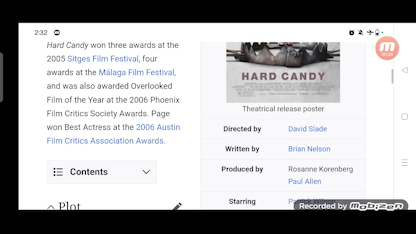 2:32
Hard Candy won three awards at the
2005 Sitges Film Festival, four
awards at the Málaga Film Festival,
and was also awarded Overlooked
Film of the Year at the 2006 Phoenix
Film Critics Society Awards. Page
won Best Actress at the 2006 Austin
Film Critics Association Awards.
Contents
Plot
HARD CANDY
Theatrical release poster
Directed by David Slade
Written by Brian Nelson
Produced by Rosanne Korenberg
Paul Allen
Starring Patrick Wilson
Recorded by Mobizen